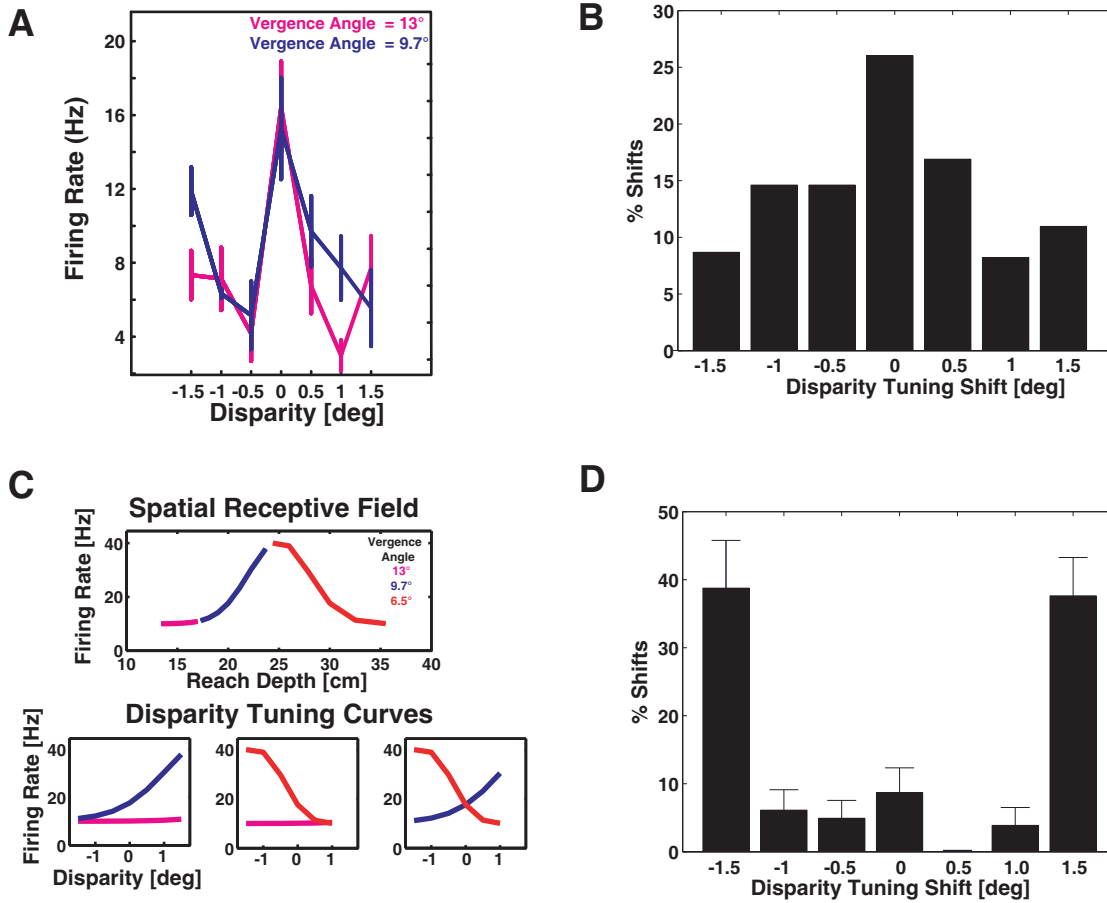 A
Vergence Angle = 13°
Vergence Angle = 9.7°
Firing Rate (Hz)
20
16
12
8
4
-1.5 -1 -0.5 0 0.5 1 1.5
Disparity [deg]
B
% Shifts
30
25
20
15
10
5
0
-1.5 -1 -0.5 0 0.5 1 1.5
Disparity Tuning Shift [deg]
C
Spatial Receptive Field
Firing Rate [Hz]
40
20
0
Vergence
Angle
13°
9.7°
6.5°
10 15 20 25 30 35 40
Reach Depth [cm]
Disparity Tuning Curves
Firing Rate [Hz]
40
20
0
-1 0 1
40
20
0
-1 0 1
40
20
0
-1 0 1
Disparity [deg]
D
% Shifts
50
40
30
20
10
0
-1.5 -1 -0.5 0 0.5 1.0 1.5
Disparity Tuning Shift [deg]